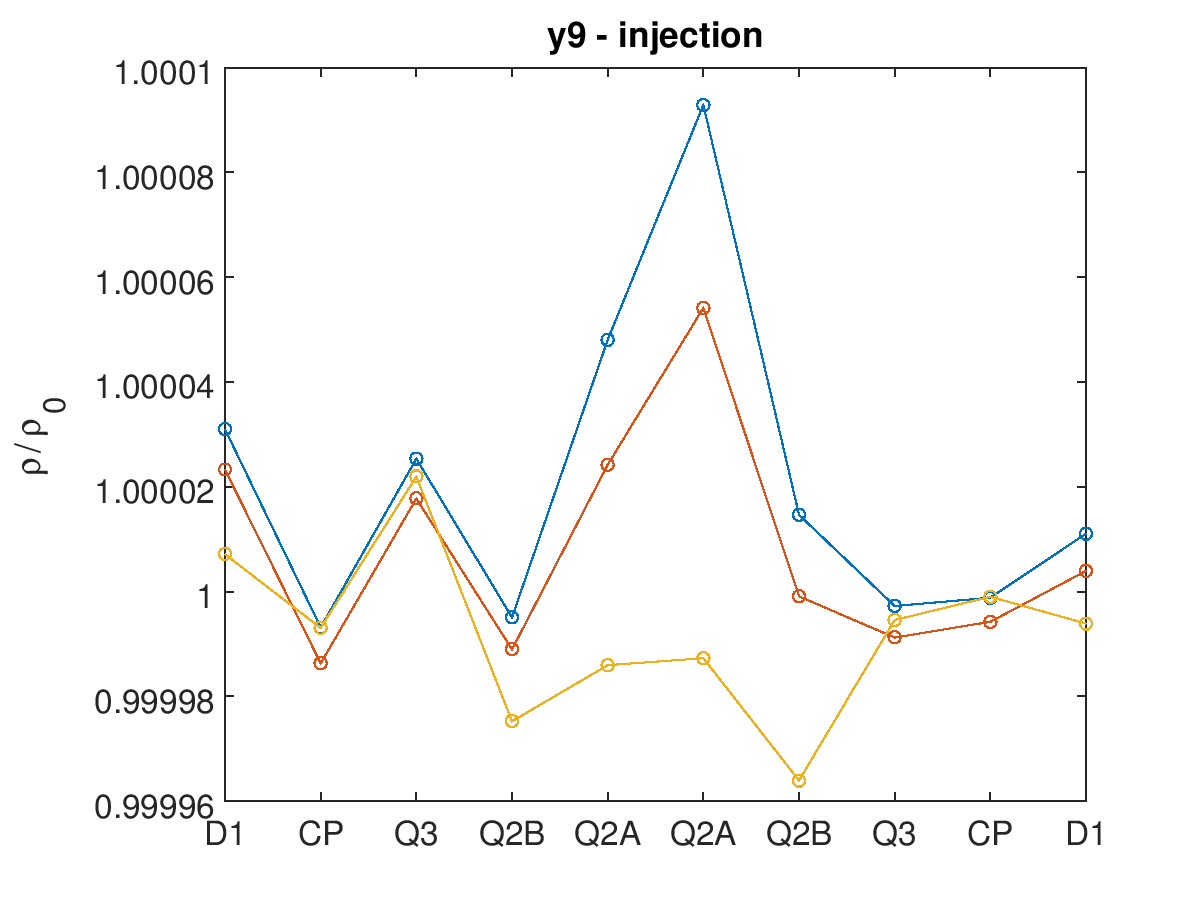 y9 - injection
1.0001
1.00008
1.00006
1.00004
1.00002
1
0.99998
0.99996
ρ/ρ0
D1 CP Q3 Q2B Q2A Q2A Q2B Q3 CP D1